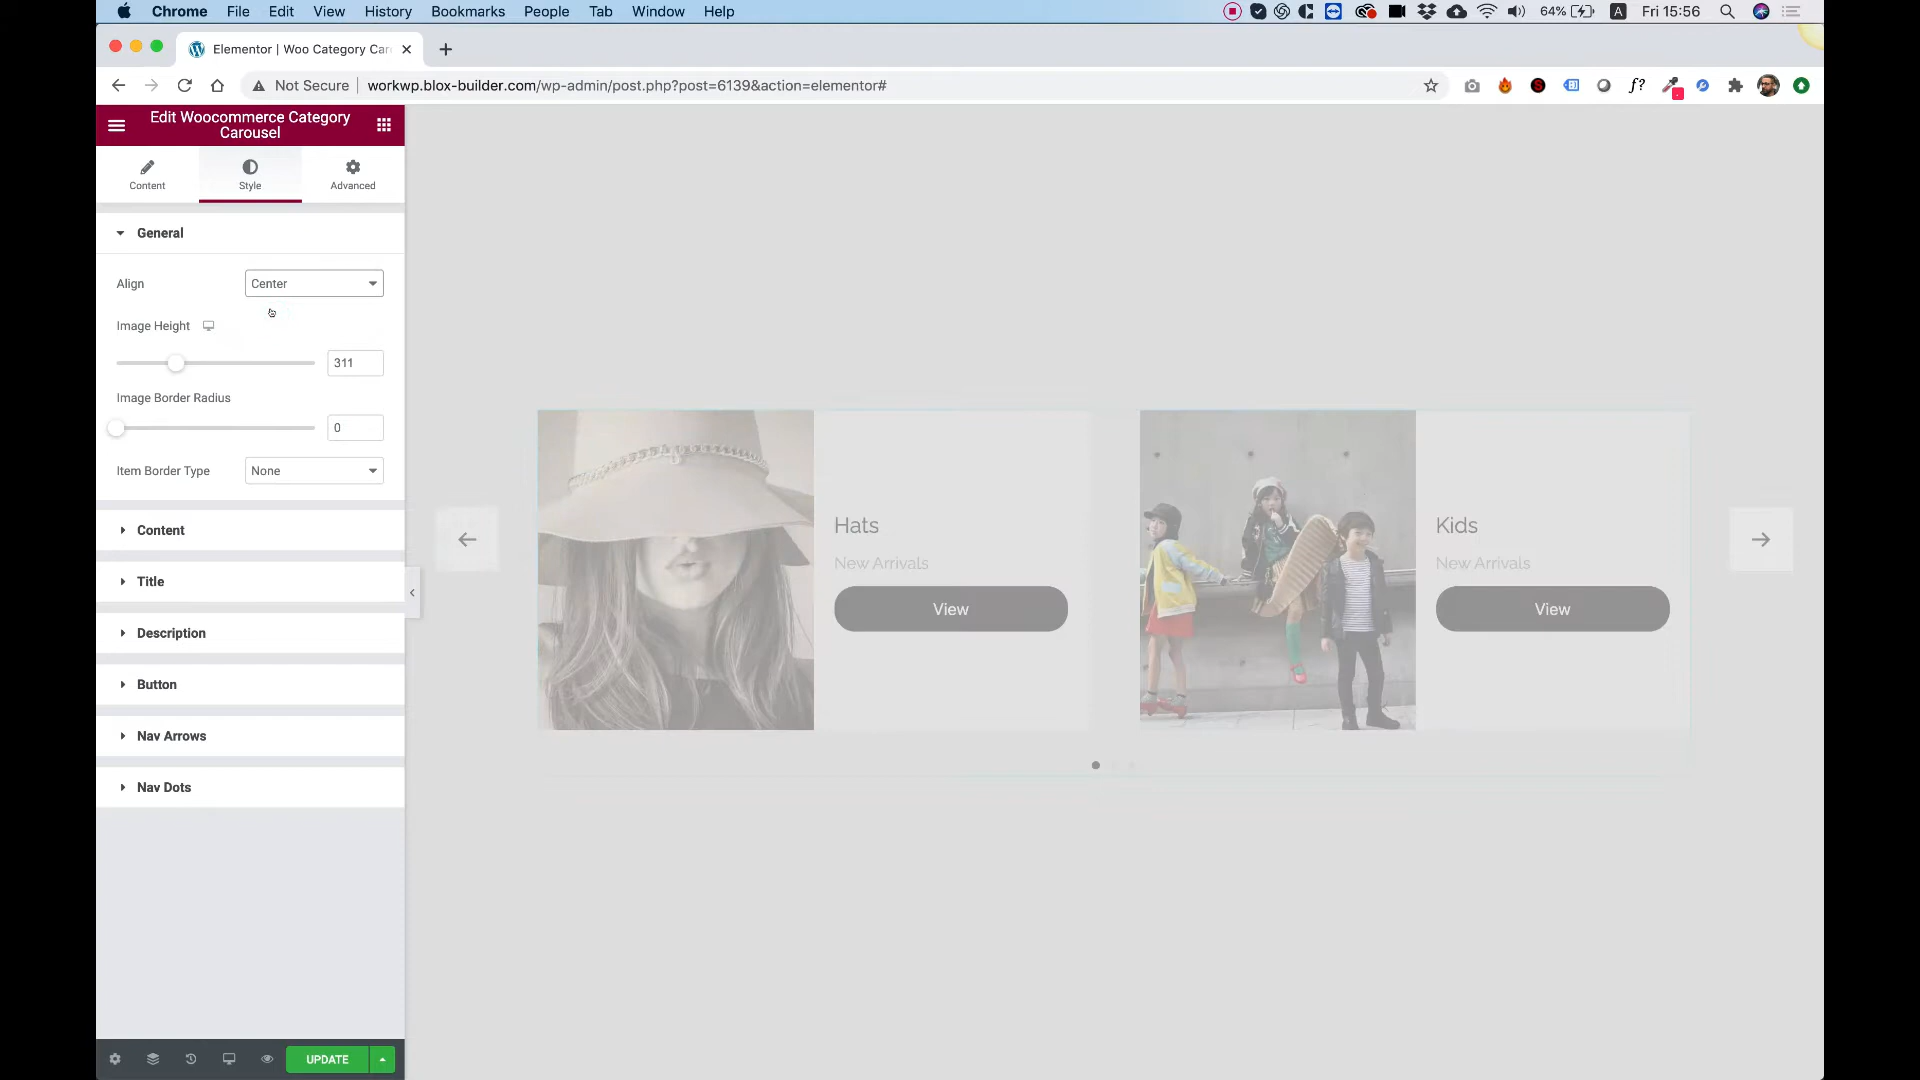 Chrome File Edit View History Bookmarks People Tab Window Help
64% A Fri 15:56
Elementor | Woo Category Car
Not Secure workwp.blox-builder.com/wp-admin/post.php?post=6139&action=elementor#
f?
Edit Woocommerce Category
Carousel
Content Style Advanced
General
Align Center
Image Height
311
Image Border Radius
0
Item Border Type None
Content
Title
Description
Button
Nav Arrows
Nav Dots
UPDATE
Hats
New Arrivals
View
Kids
New Arrivals
View